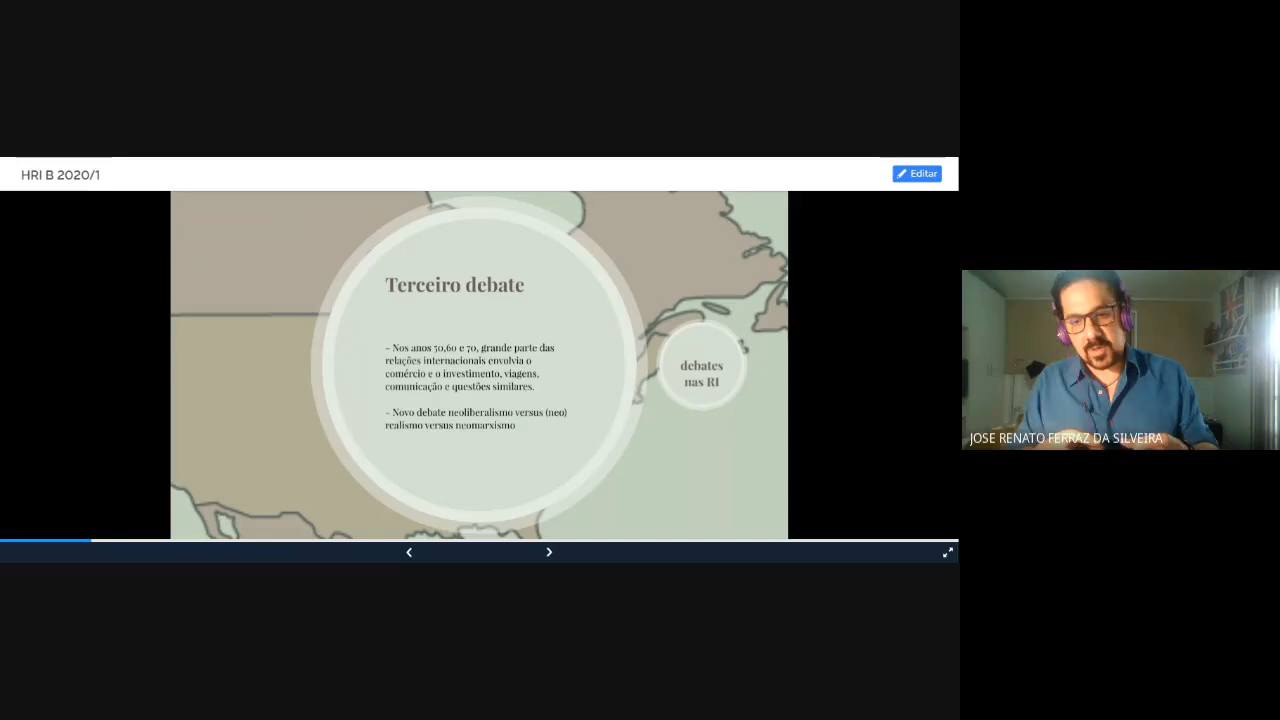 HRI B 2020/1
Editar
Terceiro debate
– Nos anos 50,60 e 70, grande parte das
relações internacionais envolvia o
comércio e o investimento, viagens,
comunicação e questões similares.
– Novo debate neoliberalismo versus (neo)
realismo versus neomarxismo
debates
nas RI
JOSE RENATO FERRAZ DA SILVEIRA